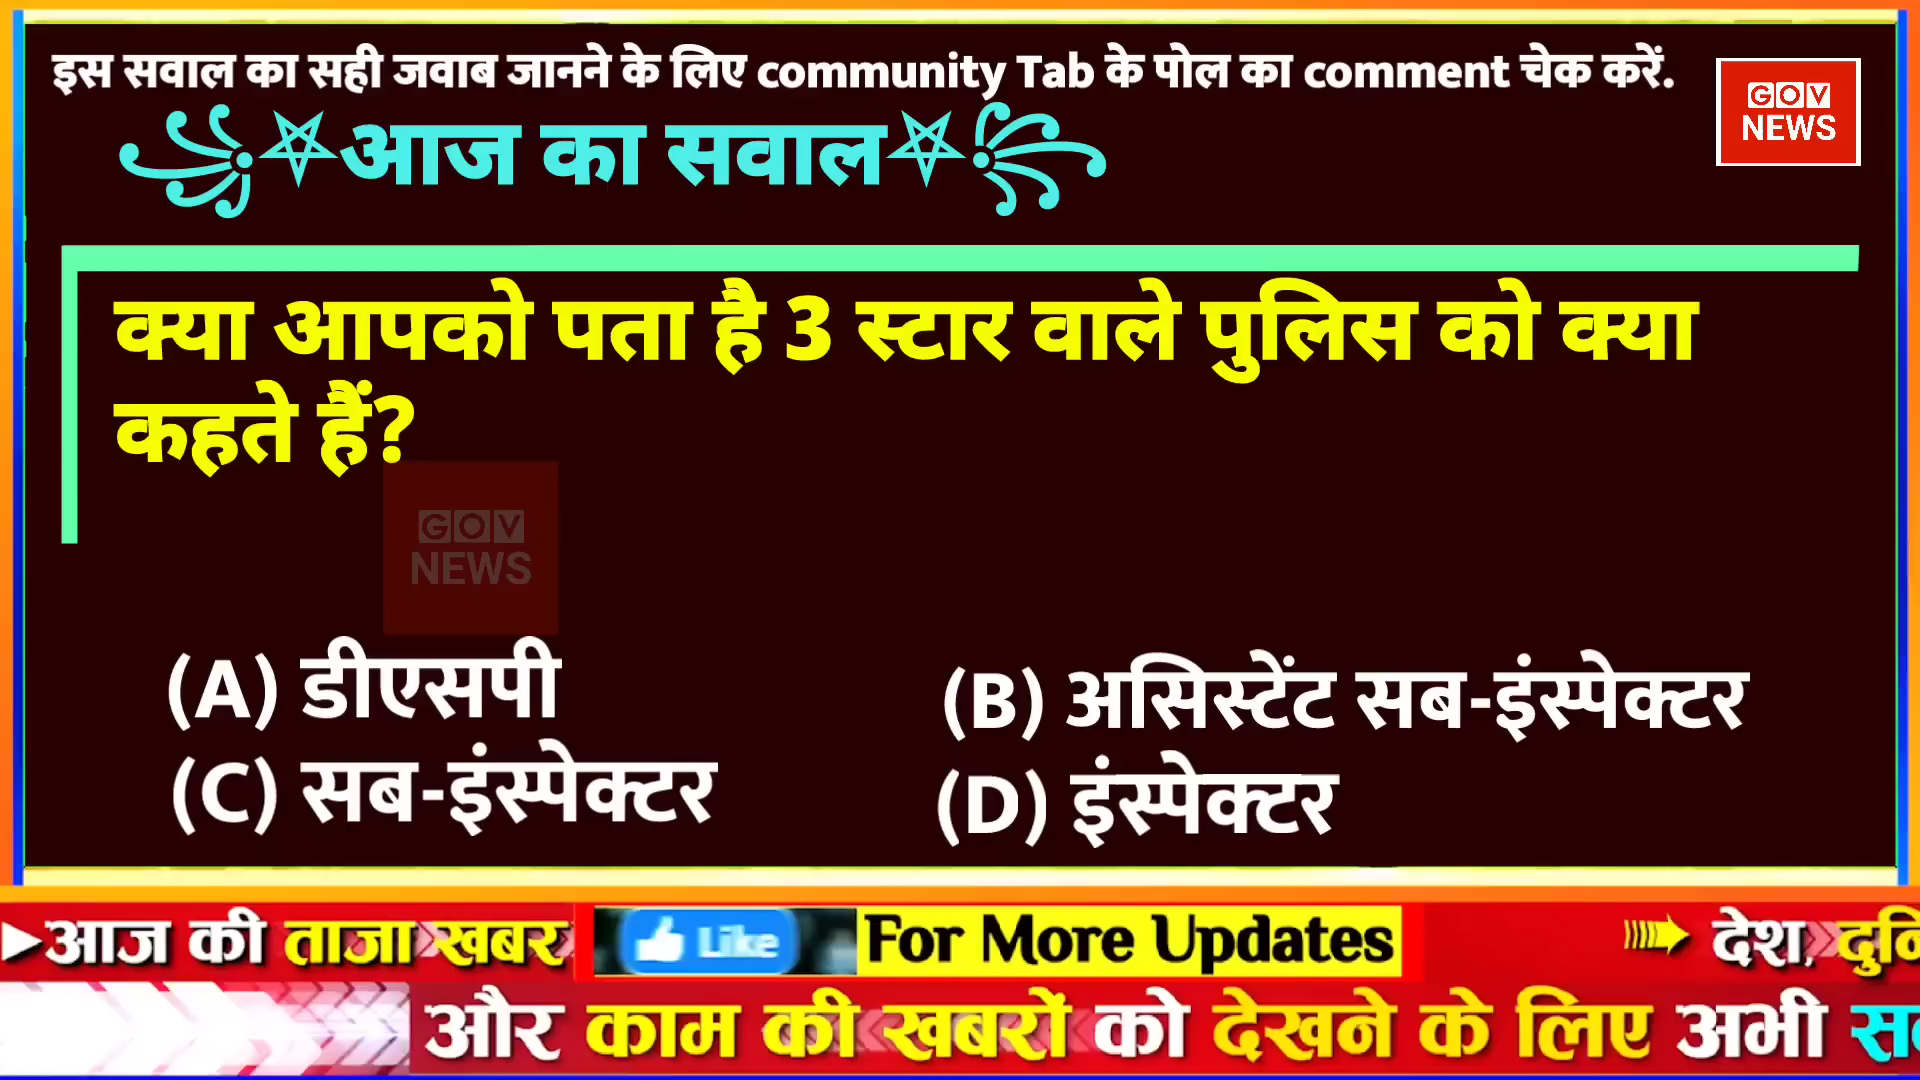 इस सवाल का सही जवाब जानने के लिए community Tab के पोल का comment चेक करें.
GOV
NEWS
आज का सवाल
क्या आपको पता है 3 स्टार वाले पुलिस को क्या
कहते हैं?
GOV
NEWS
(A) डीएसपी
(B) असिस्टेंट सब-इंस्पेक्टर
(C) सब-इंस्पेक्टर
(D) इंस्पेक्टर
आज की ताजा खबर
Like
For More Updates
देश,
और काम की खबरों को देखने के लिए अभी